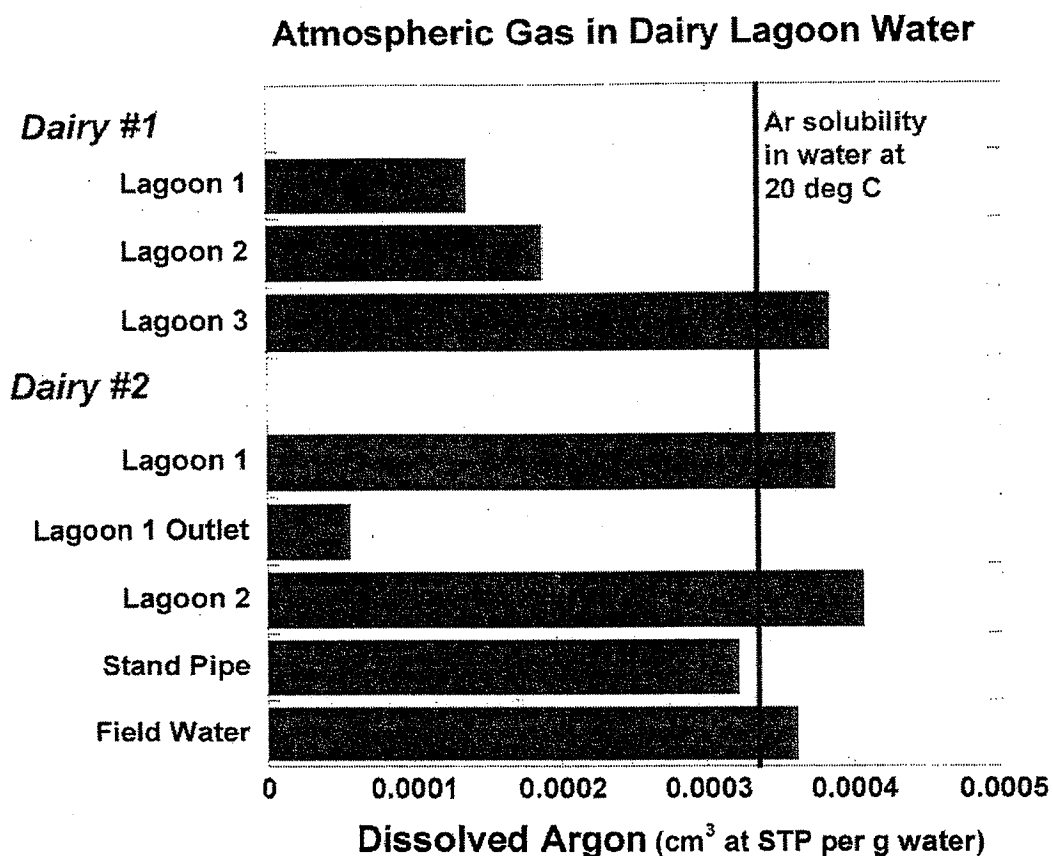 Atmospheric Gas in Dairy Lagoon Water
Dairy #1
Ar solubility
in water at
20 deg C
Lagoon 1
Lagoon 2
Lagoon 3
Dairy #2
Lagoon 1
Lagoon 1 Outlet
Lagoon 2
Stand Pipe
Field Water
0 0.0001 0.0002 0.0003 0.0004 0.0005
Dissolved Argon (cm³ at STP per g water)